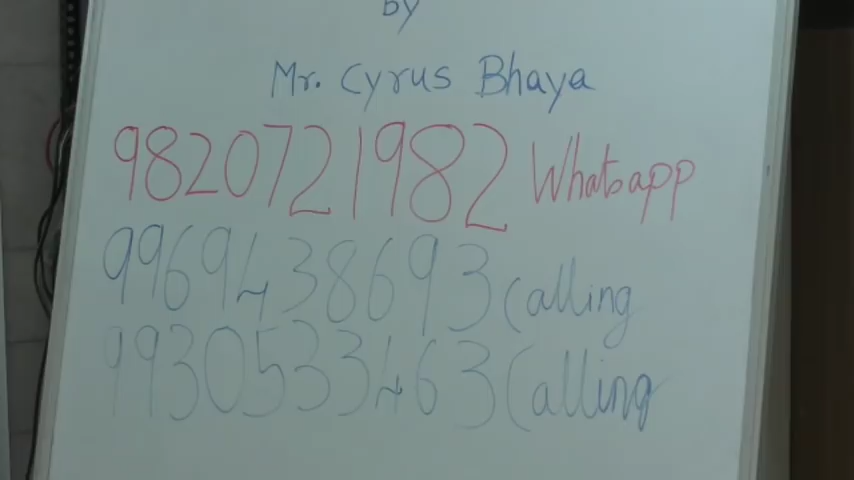 by
Mr. Cyrus Bhaya
9820721982 Whatsapp
9969438693 Calling
9930533463 Calling